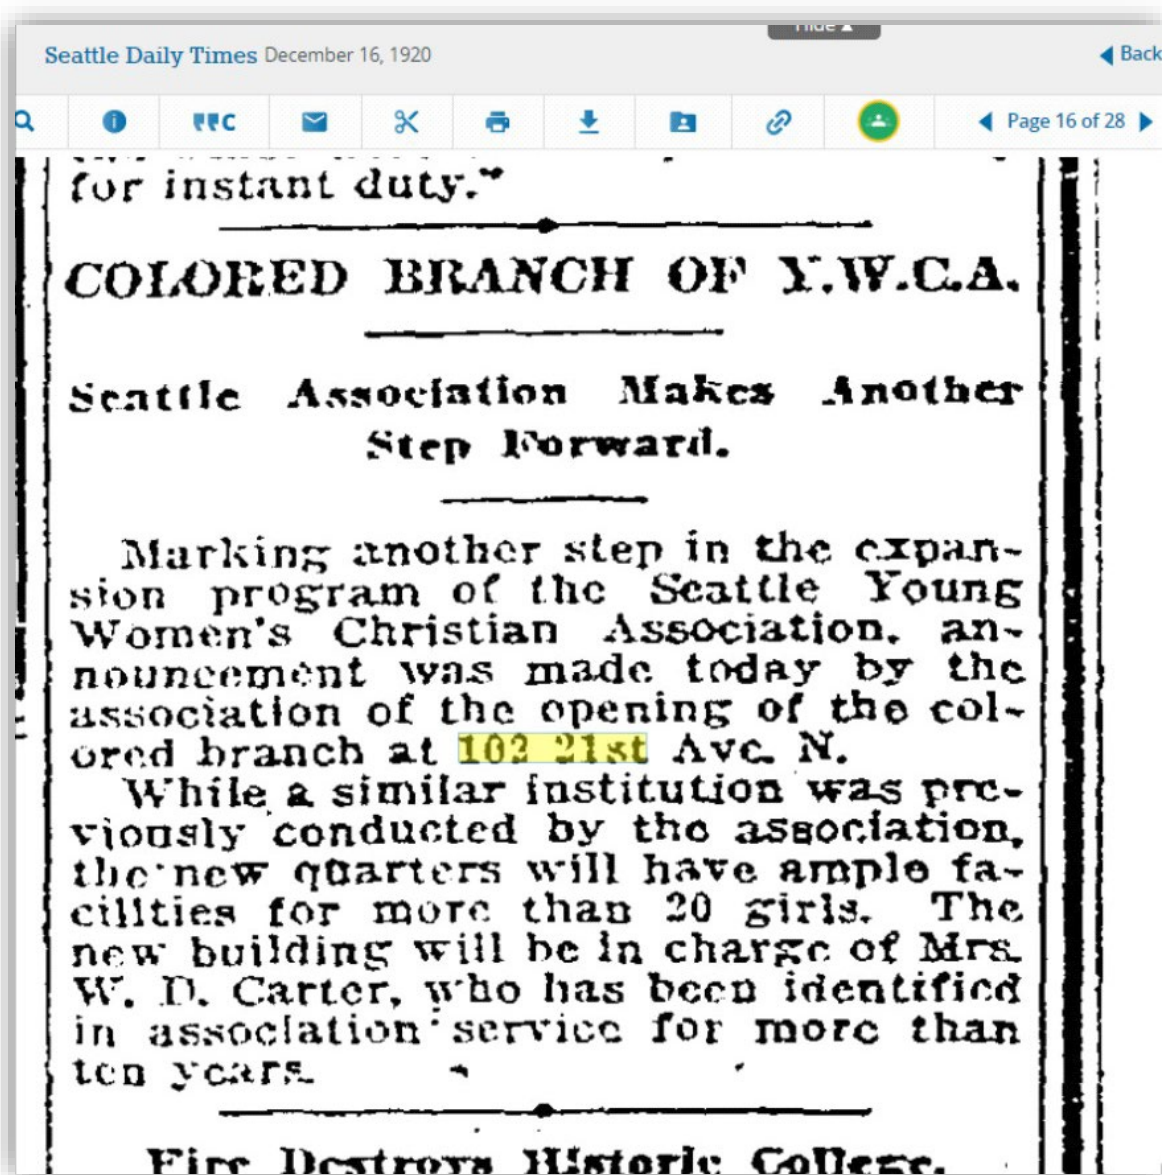 Hide
Seattle Daily Times December 16, 1920
Back
C
Page 16 of 28
for instant duty."
COLORED BRANCH OF Y.W.C.A.
Seattle Association Makes Another
Step Forward.
Marking another step in the expan-
sion program of the Seattle Young
Women's Christian Association, an-
nouncement was made today by the
association of the opening of the col-
ored branch at 102 21st Ave. N.
While a similar institution was pre-
viously conducted by the association,
the new quarters will have ample fa-
cilities for more than 20 girls. The
new building will be in charge of Mrs.
W. D. Carter, who has been identified
in association service for more than
ten years.
Fire Destroys Historic College.